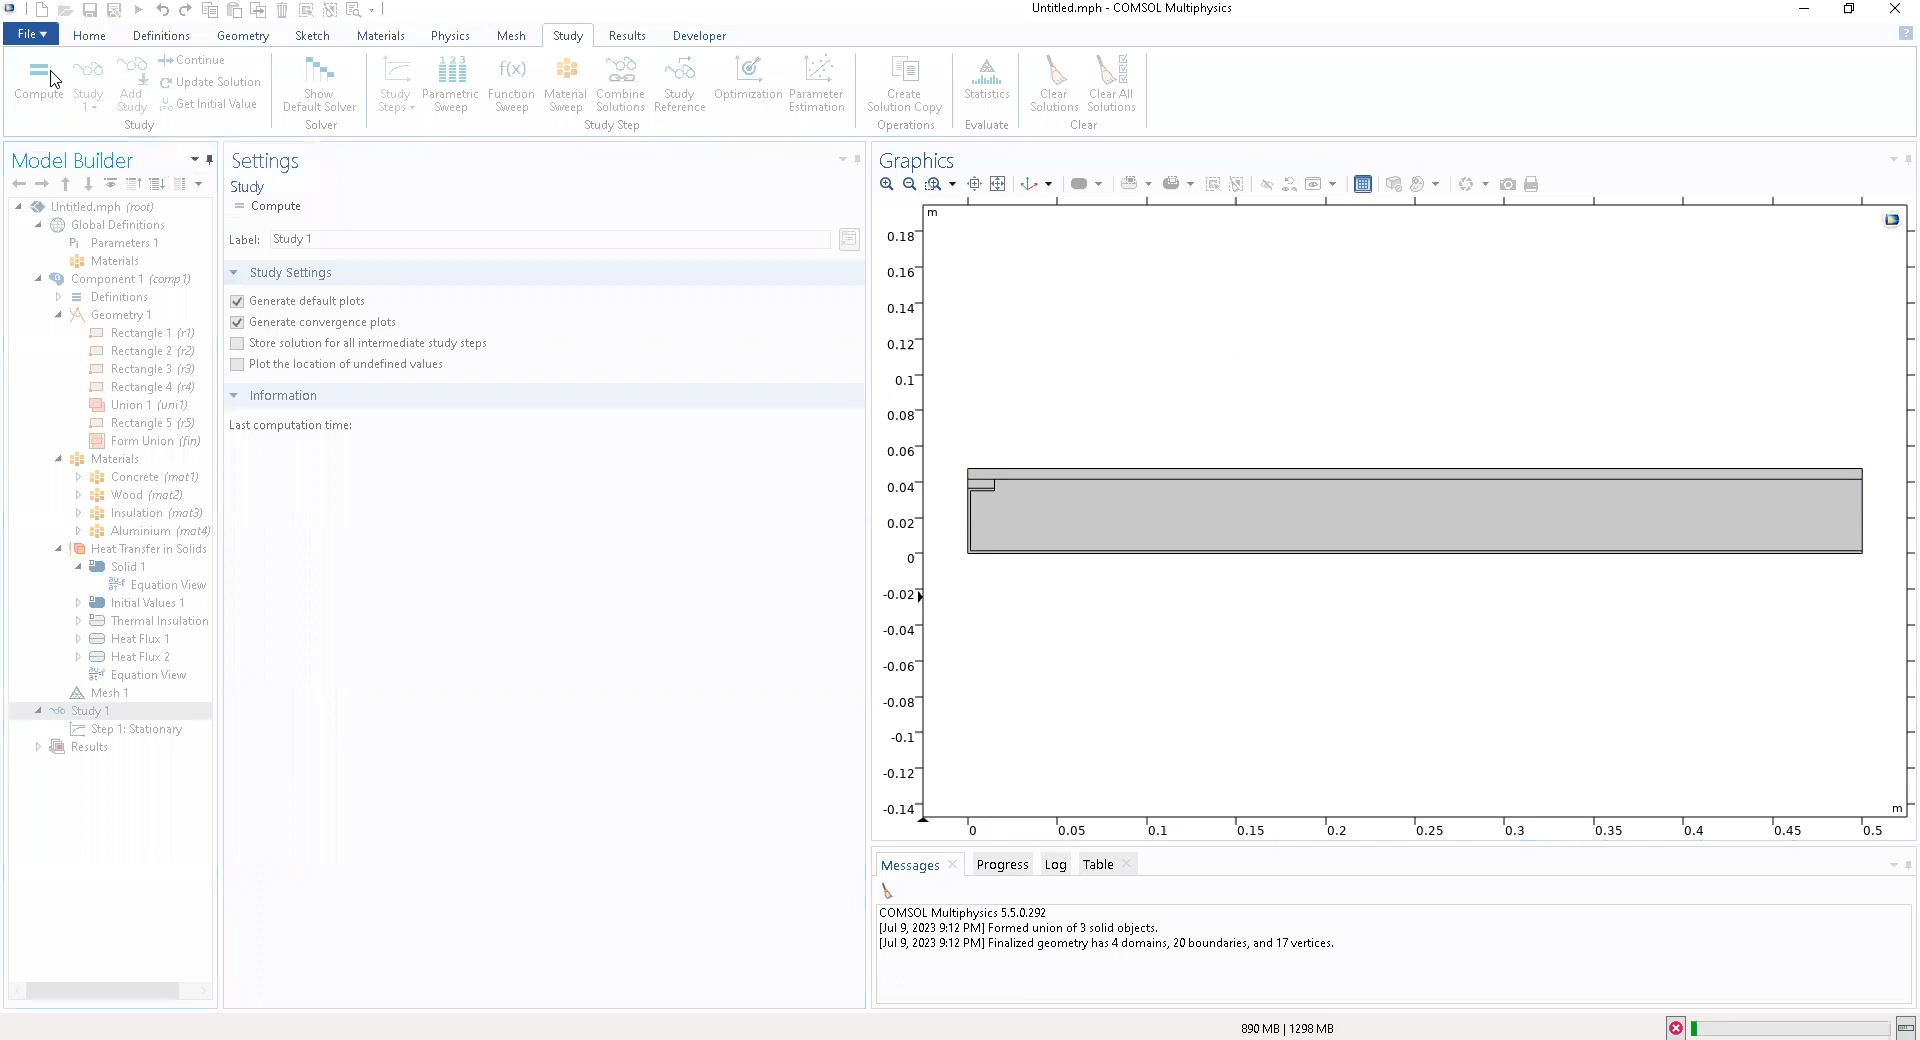 Untitled.mph - COMSOL Multiphysics
File Home Definitions Geometry Sketch Materials Physics Mesh Study Results Developer
Compute
Study 1
Add Study
Continue
Update Solution
Get Initial Value
Study
Show Default Solver
Solver
Study Steps
Parametric Sweep
Function Sweep
Material Sweep
Combine Solutions
Study Reference
Optimization
Parameter Estimation
Study Step
Create Solution Copy
Operations
Statistics
Evaluate
Clear Solutions
Clear All Solutions
Clear
Model Builder
Untitled.mph (root)
Global Definitions
Pi Parameters 1
Materials
Component 1 (comp1)
Definitions
Geometry 1
Rectangle 1 (r1)
Rectangle 2 (r2)
Rectangle 3 (r3)
Rectangle 4 (r4)
Union 1 (uni1)
Rectangle 5 (r5)
Form Union (fin)
Materials
Concrete (mat1)
Wood (mat2)
Insulation (mat3)
Aluminium (mat4)
Heat Transfer in Solids
Solid 1
Equation View
Initial Values 1
Thermal Insulation
Heat Flux 1
Heat Flux 2
Equation View
Mesh 1
Study 1
Step 1: Stationary
Results
Settings
Study
= Compute
Label: Study 1
Study Settings
Generate default plots
Generate convergence plots
Store solution for all intermediate study steps
Plot the location of undefined values
Information
Last computation time:
Graphics
m
0.18
0.16
0.14
0.12
0.1
0.08
0.06
0.04
0.02
0
-0.02
-0.04
-0.06
-0.08
-0.1
-0.12
-0.14
m
0 0.05 0.1 0.15 0.2 0.25 0.3 0.35 0.4 0.45 0.5
Messages Progress Log Table
COMSOL Multiphysics 5.5.0.292
[Jul 9, 2023 9:12 PM] Formed union of 3 solid objects.
[Jul 9, 2023 9:12 PM] Finalized geometry has 4 domains, 20 boundaries, and 17 vertices.
890 MB | 1298 MB